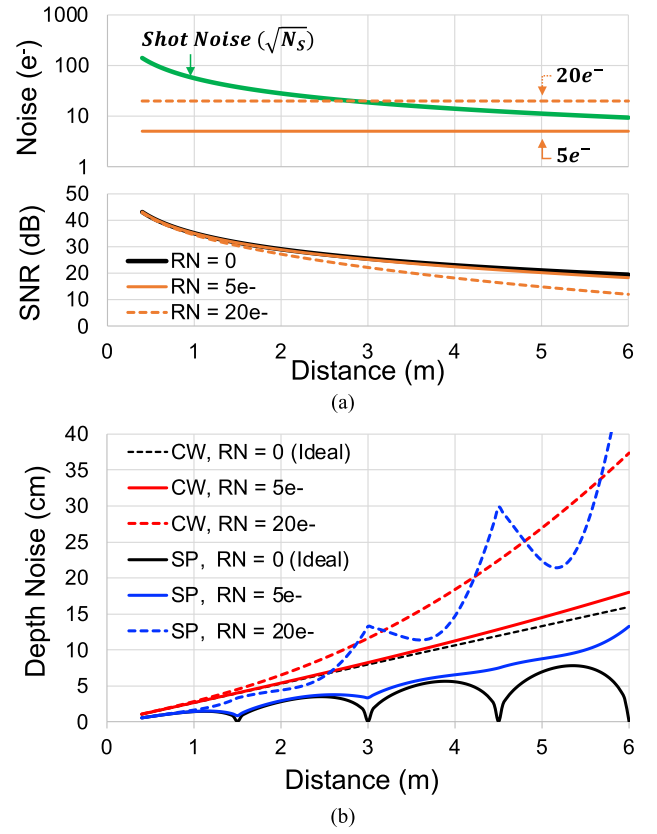 1000
100
10
1
Noise (e-)
Shot Noise (√N_S)
20e−
5e−
50
40
30
20
10
0
SNR (dB)
RN = 0
RN = 5e-
RN = 20e-
0 1 2 3 4 5 6
Distance (m)
(a)
40
35
30
25
20
15
10
5
0
Depth Noise (cm)
CW, RN = 0 (Ideal)
CW, RN = 5e-
CW, RN = 20e-
SP, RN = 0 (Ideal)
SP, RN = 5e-
SP, RN = 20e-
0 1 2 3 4 5 6
Distance (m)
(b)